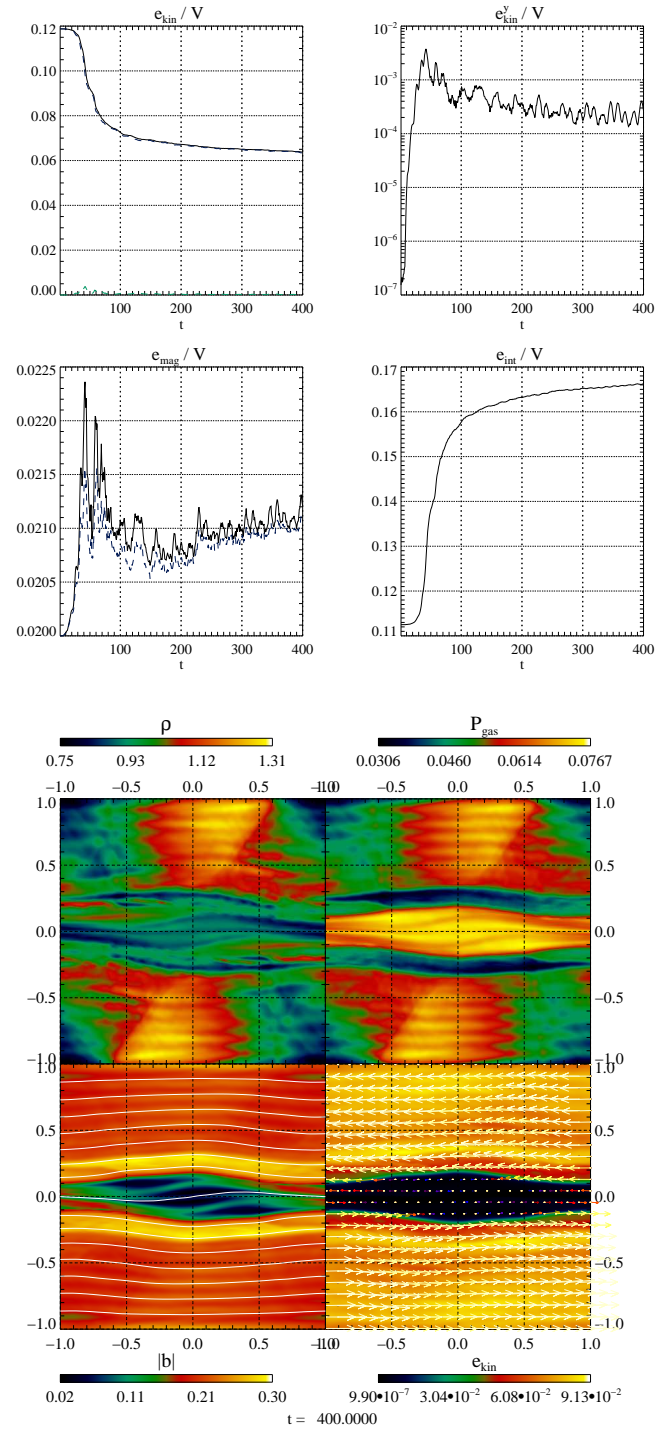 e_kin / V
e^y_kin / V
0.12
0.10
0.08
0.06
0.04
0.02
0.00
100 200 300 400
t
10^-2
10^-3
10^-4
10^-5
10^-6
10^-7
100 200 300 400
t
e_mag / V
e_int / V
0.0225
0.0220
0.0215
0.0210
0.0205
0.0200
100 200 300 400
t
0.17
0.16
0.15
0.14
0.13
0.12
0.11
100 200 300 400
t
ρ
P_gas
0.75 0.93 1.12 1.31
0.0306 0.0460 0.0614 0.0767
−1.0 −0.5 0.0 0.5 1.0
−1.0 −0.5 0.0 0.5 1.0
1.0 1.0
0.5 0.5
0.0 0.0
−0.5 −0.5
−1.0 −1.0
1.0 1.0
0.5 0.5
0.0 0.0
−0.5 −0.5
−1.0 −1.0
−1.0 −0.5 0.0 0.5 1.0
−1.0 −0.5 0.0 0.5 1.0
|b|
e_kin
0.02 0.11 0.21 0.30
9.90•10^-7 3.04•10^-2 6.08•10^-2 9.13•10^-2
t = 400.0000